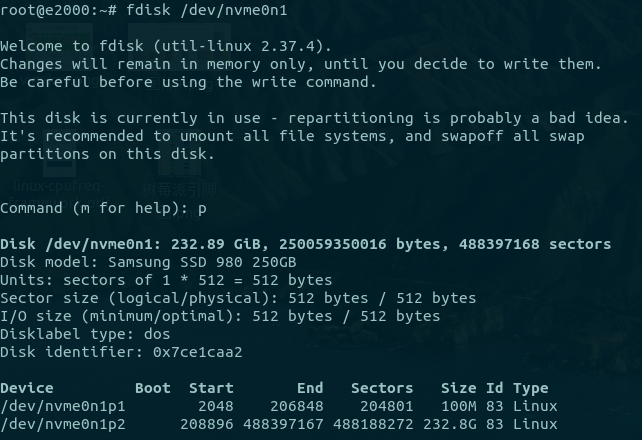 root@e2000:~# fdisk /dev/nvme0n1
Welcome to fdisk (util-linux 2.37.4).
Changes will remain in memory only, until you decide to write them.
Be careful before using the write command.
This disk is currently in use - repartitioning is probably a bad idea.
It's recommended to umount all file systems, and swapoff all swap
partitions on this disk.
Command (m for help): p
Disk /dev/nvme0n1: 232.89 GiB, 250059350016 bytes, 488397168 sectors
Disk model: Samsung SSD 980 250GB
Units: sectors of 1 * 512 = 512 bytes
Sector size (logical/physical): 512 bytes / 512 bytes
I/O size (minimum/optimal): 512 bytes / 512 bytes
Disklabel type: dos
Disk identifier: 0x7ce1caa2
Device         Boot  Start       End   Sectors   Size Id Type
/dev/nvme0n1p1        2048    206848    204801   100M 83 Linux
/dev/nvme0n1p2      208896 488397167 488188272 232.8G 83 Linux